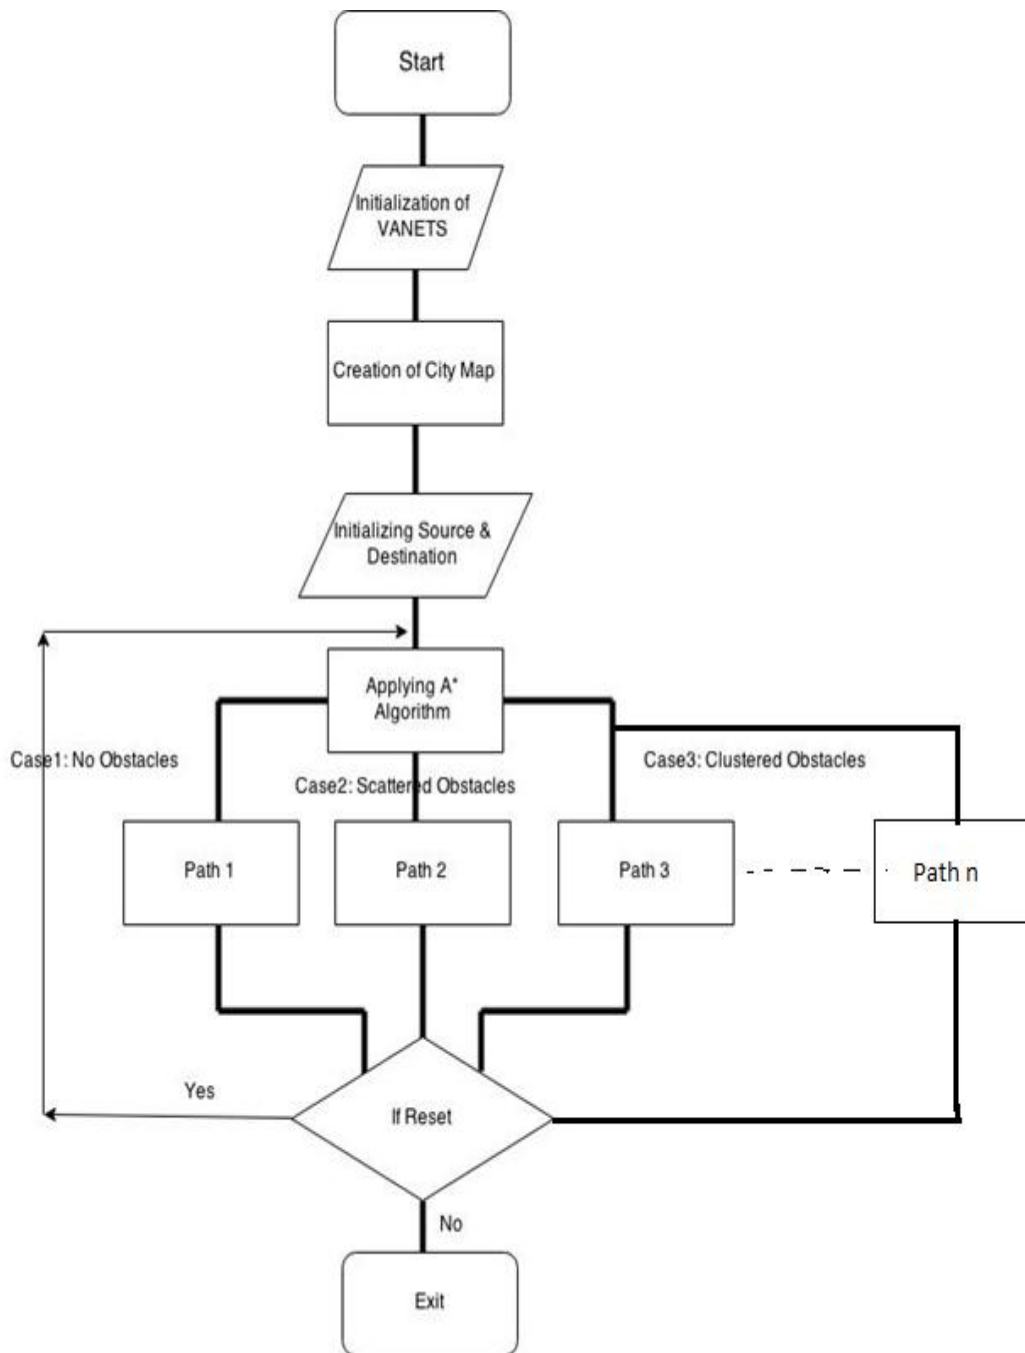 Start
Initialization of
VANETS
Creation of City Map
Initializing Source &
Destination
Applying A*
Algorithm
Case1: No Obstacles
Case2: Scattered Obstacles
Case3: Clustered Obstacles
Path 1
Path 2
Path 3
Path n
Yes
If Reset
No
Exit